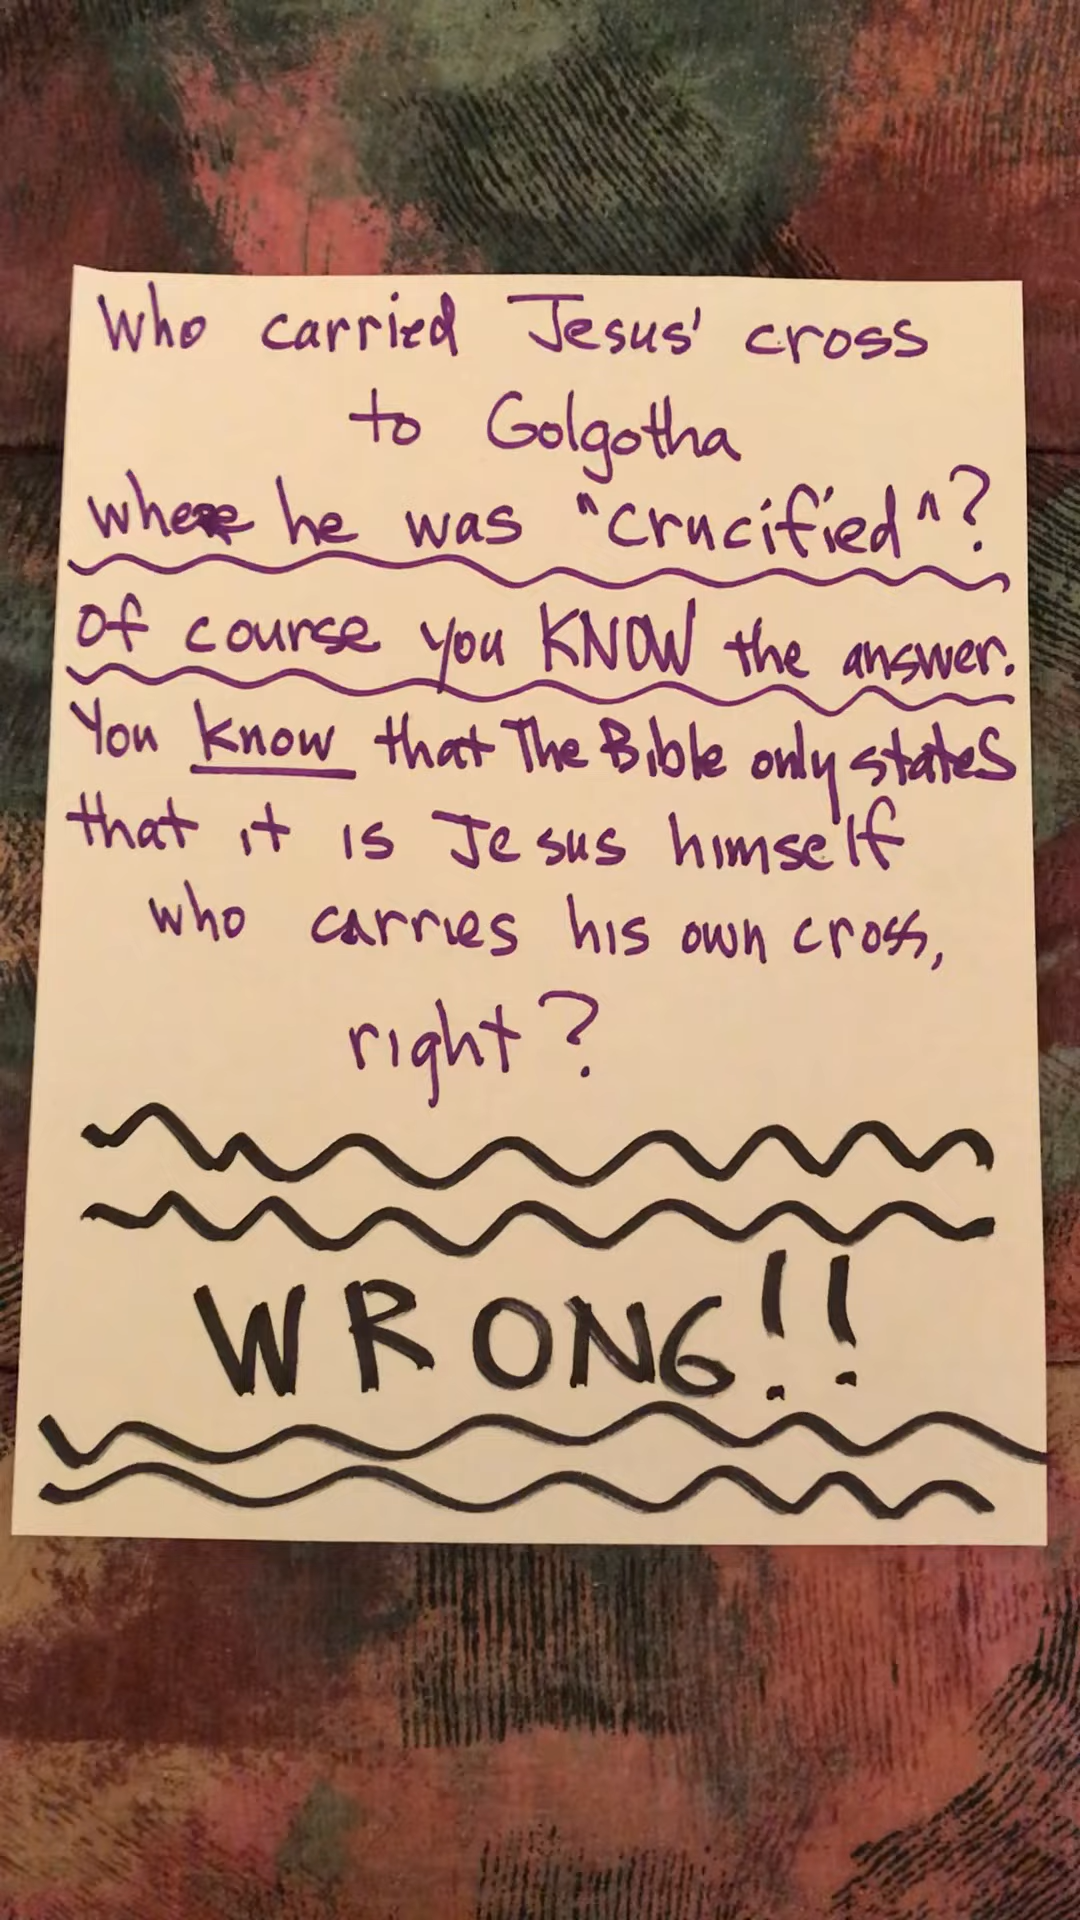 Who carried Jesus' cross
to Golgotha
where he was "crucified"?
Of course you KNOW the answer.
You know that The Bible only states
that it is Jesus himself
who carries his own cross,
right?
WRONG!!